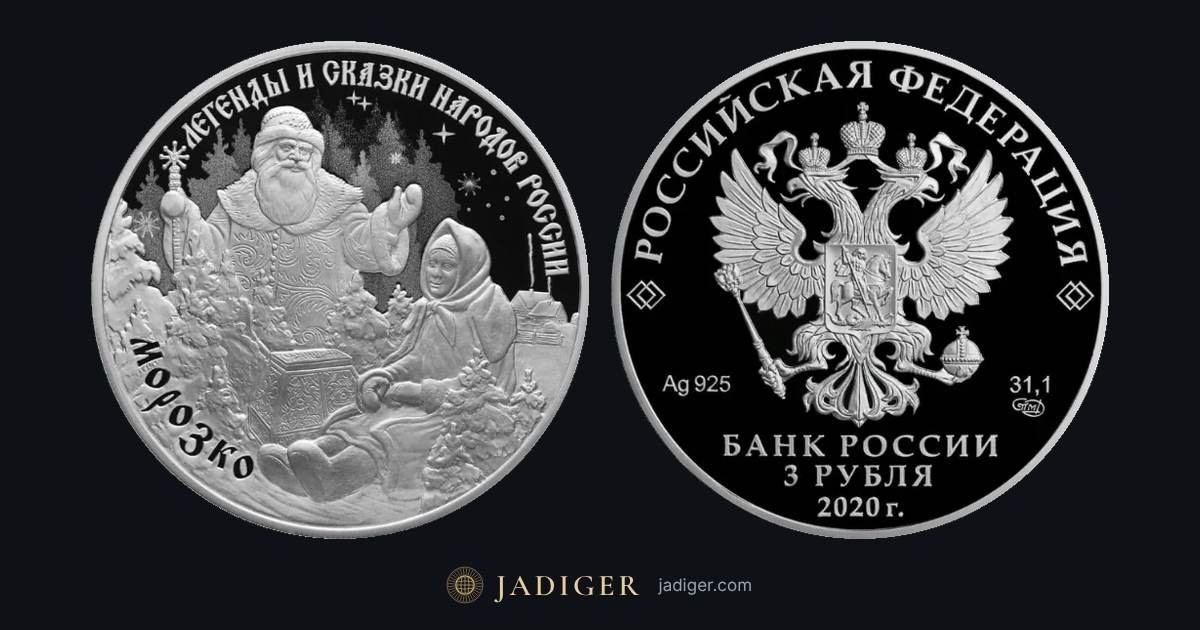 ЛЕГЕНДЫ И СКАЗКИ НАРОДОВ РОССИИ
МОРОЗКО
РОССИЙСКАЯ ФЕДЕРАЦИЯ
Ag 925
31,1
БАНК РОССИИ
3 РУБЛЯ
2020 г.
JADIGER jadiger.com